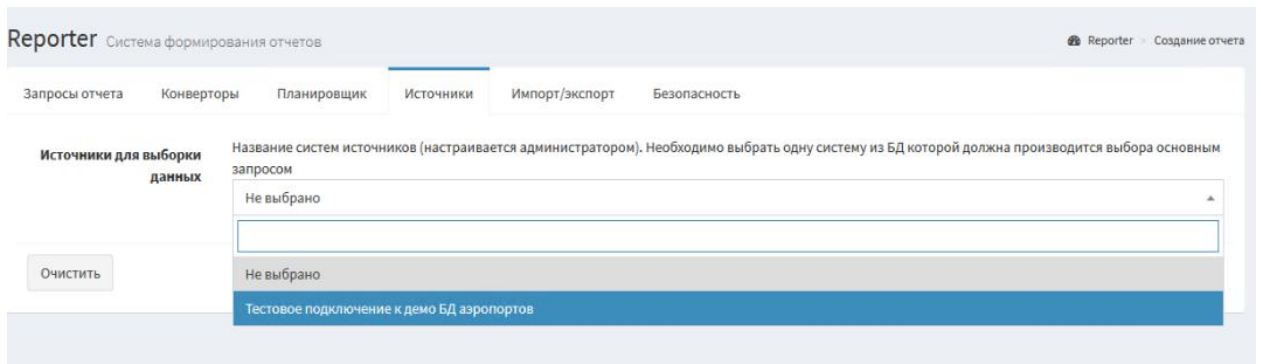 Reporter Система формирования отчетов
Reporter > Создание отчета
Запросы отчета Конверторы Планировщик Источники Импорт/экспорт Безопасность
Источники для выборки
данных
Название систем источников (настраивается администратором). Необходимо выбрать одну систему из БД которой должна производится выбора основным
запросом
Не выбрано
Очистить
Не выбрано
Тестовое подключение к демо БД аэропортов